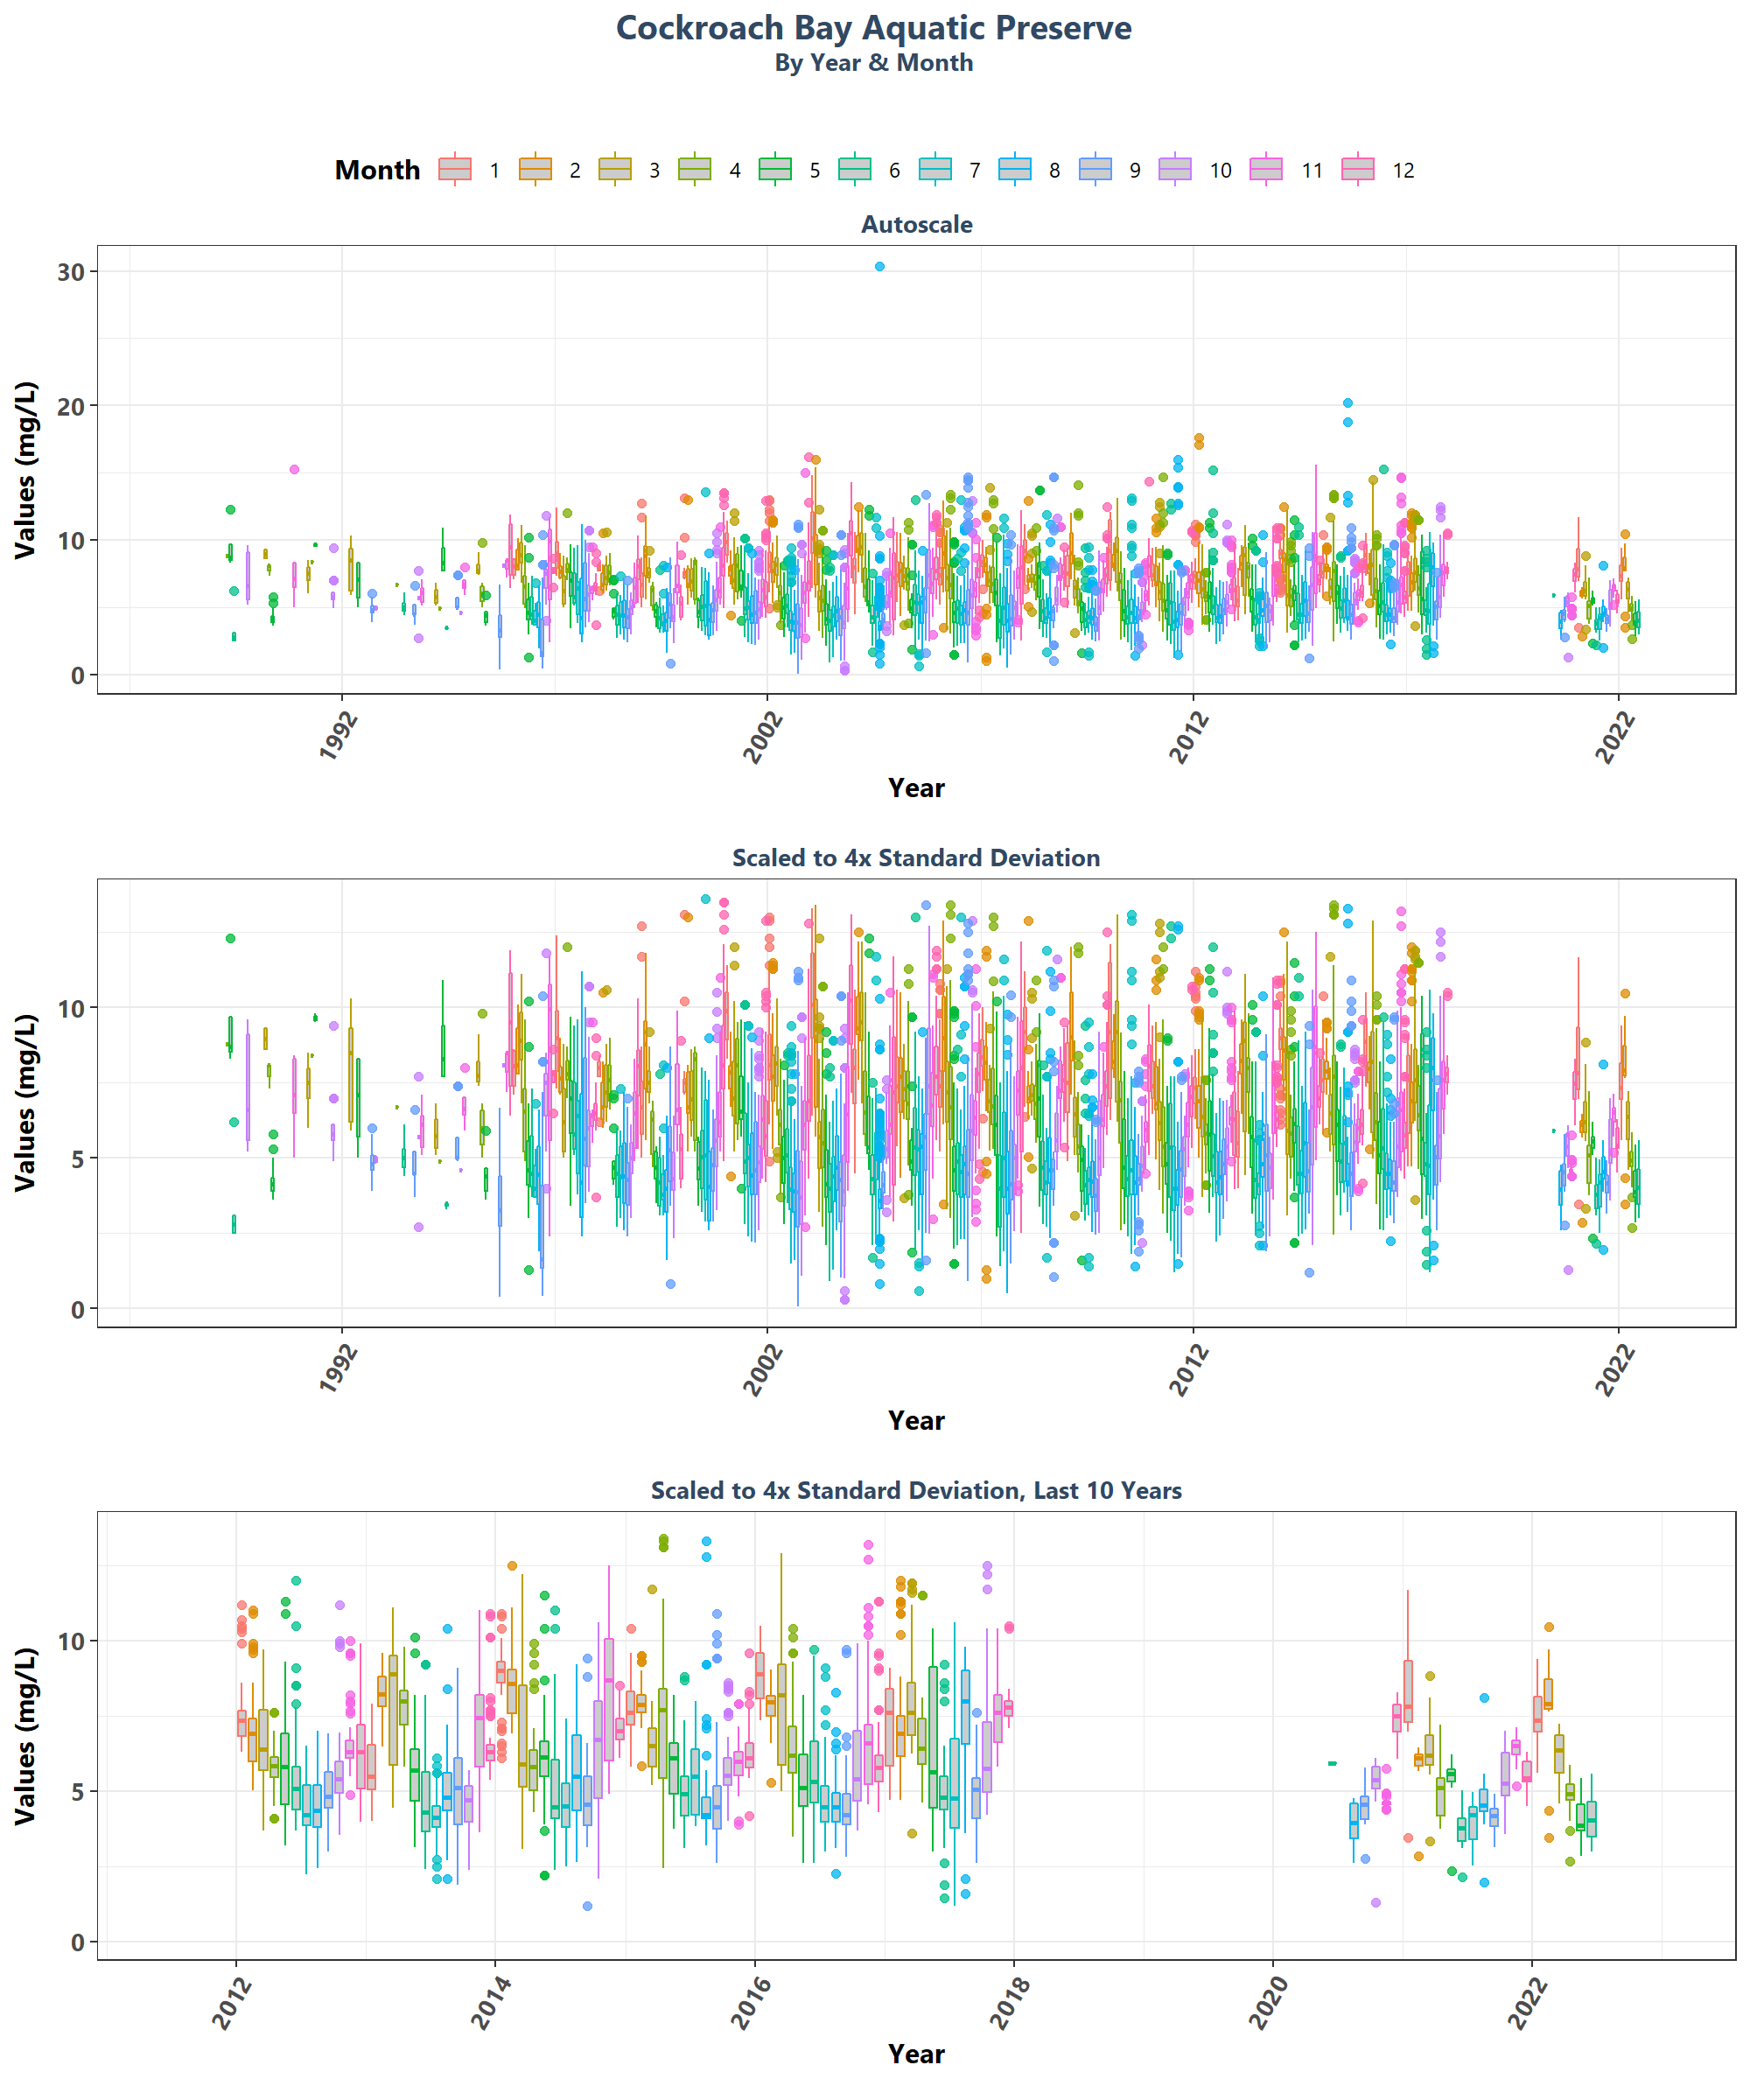 Cockroach Bay Aquatic Preserve
By Year & Month
Month 1 2 3 4 5 6 7 8 9 10 11 12
Autoscale
Values (mg/L)
30
20
10
0
1992 2002 2012 2022
Year
Scaled to 4x Standard Deviation
Values (mg/L)
10
5
0
1992 2002 2012 2022
Year
Scaled to 4x Standard Deviation, Last 10 Years
Values (mg/L)
10
5
0
2012 2014 2016 2018 2020 2022
Year